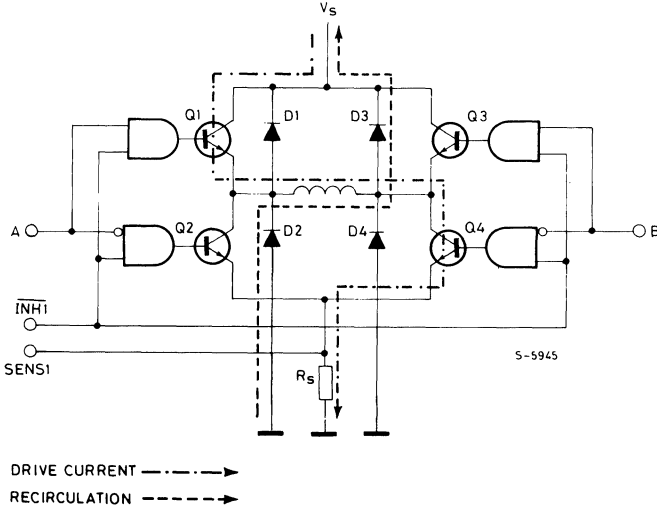 Vs
Q1
D1
D3
Q3
A
Q2
D2
D4
Q4
B
INH1
SENS1
S-5945
Rs
DRIVE CURRENT
RECIRCULATION